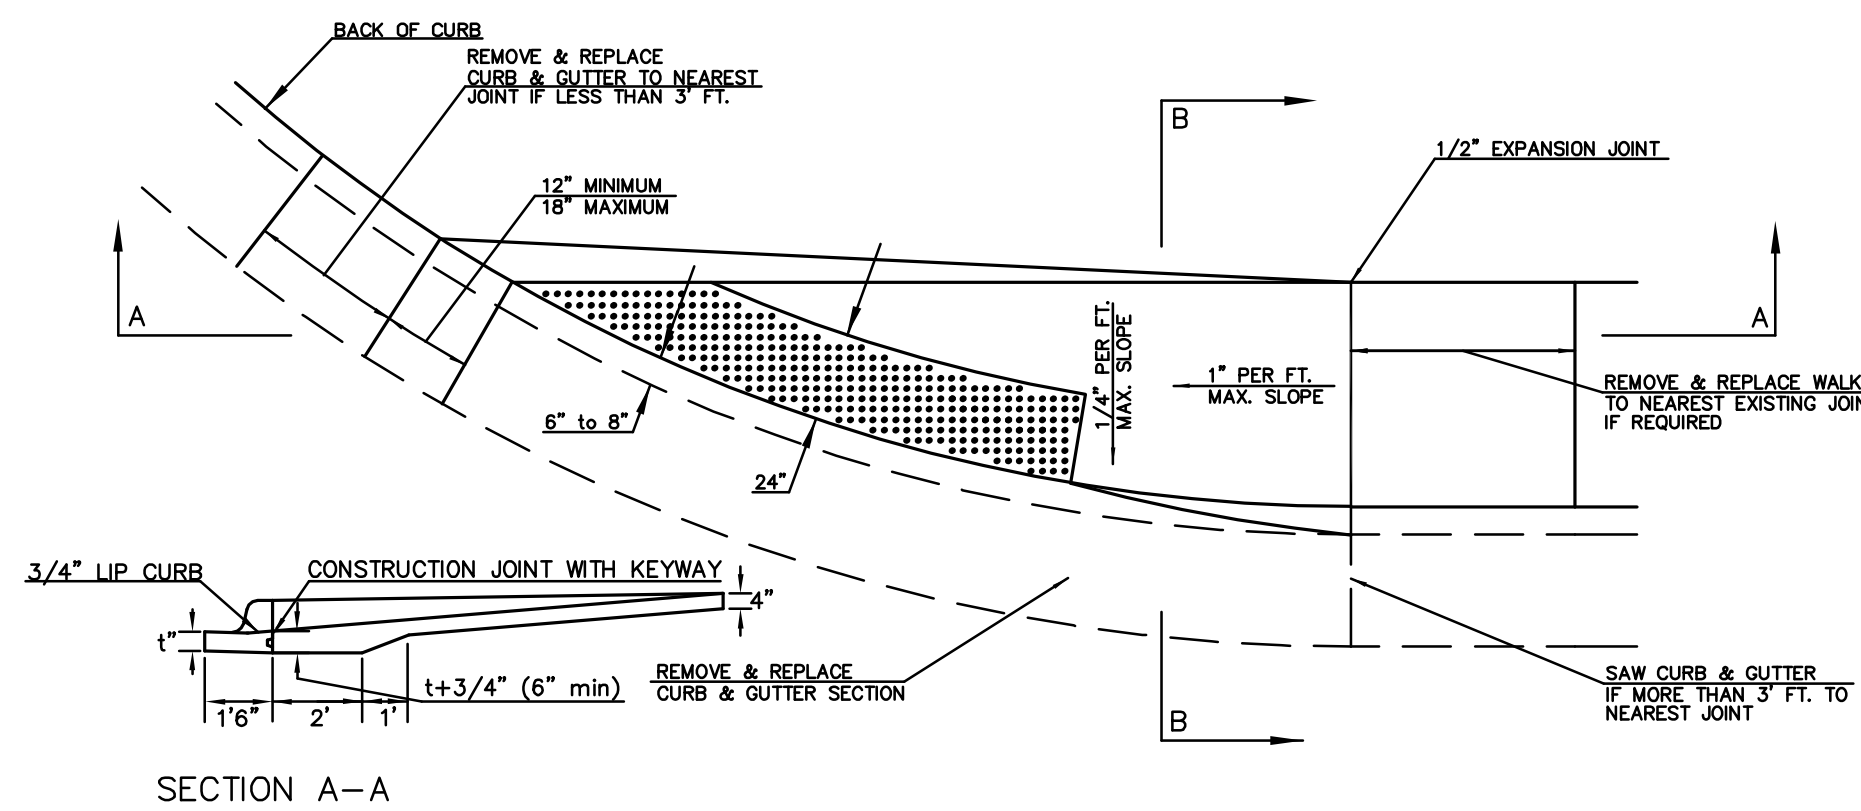 BACK OF CURB
REMOVE & REPLACE
CURB & GUTTER TO NEAREST
JOINT IF LESS THAN 3' FT.
B
1/2" EXPANSION JOINT
12" MINIMUM
18" MAXIMUM
A
A
1/4" PER FT.
MAX. SLOPE
1" PER FT.
MAX. SLOPE
REMOVE & REPLACE WALK
TO NEAREST EXISTING
IF REQUIRED
6" to 8"
24"
3/4" LIP CURB
CONSTRUCTION JOINT WITH KEYWAY
4"
t"
t+3/4" (6" min)
1'6"
2'
1'
REMOVE & REPLACE
CURB & GUTTER SECTION
SAW CURB & GUTTER
IF MORE THAN 3' FT. TO
NEAREST JOINT
B
SECTION A-A